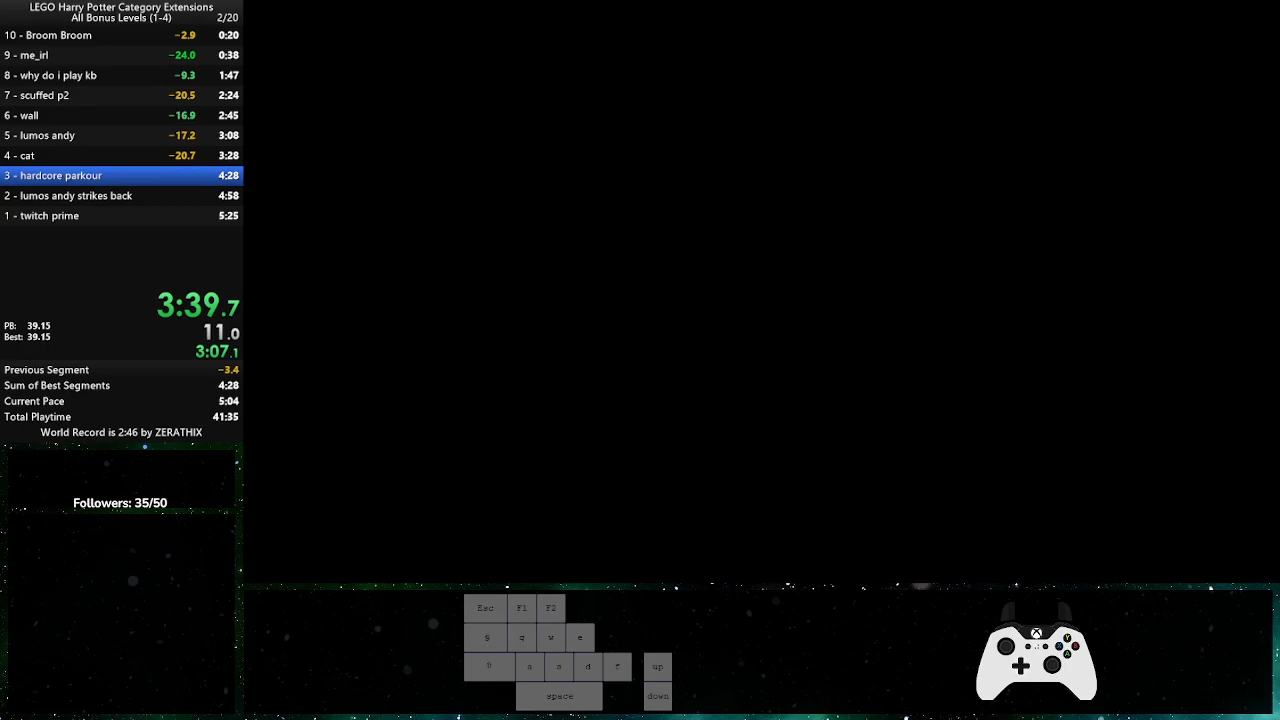 LEGO Harry Potter Category Extensions
All Bonus Levels (1-4) 2/20
10 - Broom Broom −2.9 0:20
9 - me_irl −24.0 0:38
8 - why do i play kb −9.3 1:47
7 - scuffed p2 −20.5 2:24
6 - wall −16.9 2:45
5 - lumos andy −17.2 3:08
4 - cat −20.7 3:28
3 - hardcore parkour 4:28
2 - lumos andy strikes back 4:58
1 - twitch prime 5:25
3:39.7
PB: 39.15 11.0
Best: 39.15
3:07.1
Previous Segment −3.4
Sum of Best Segments 4:28
Current Pace 5:04
Total Playtime 41:35
World Record is 2:46 by ZERATHIX
Followers: 35/50
Esc F1 F2
q w e
a s d f up
space down
Y
X B
A